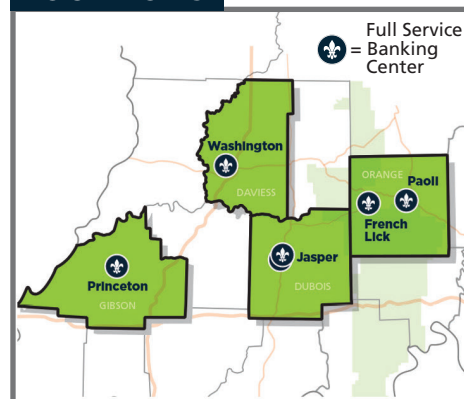 Full Service
= Banking
Center
Washington
DAVIESS
ORANGE
Paoli
French
Lick
Jasper
DUBOIS
Princeton
GIBSON